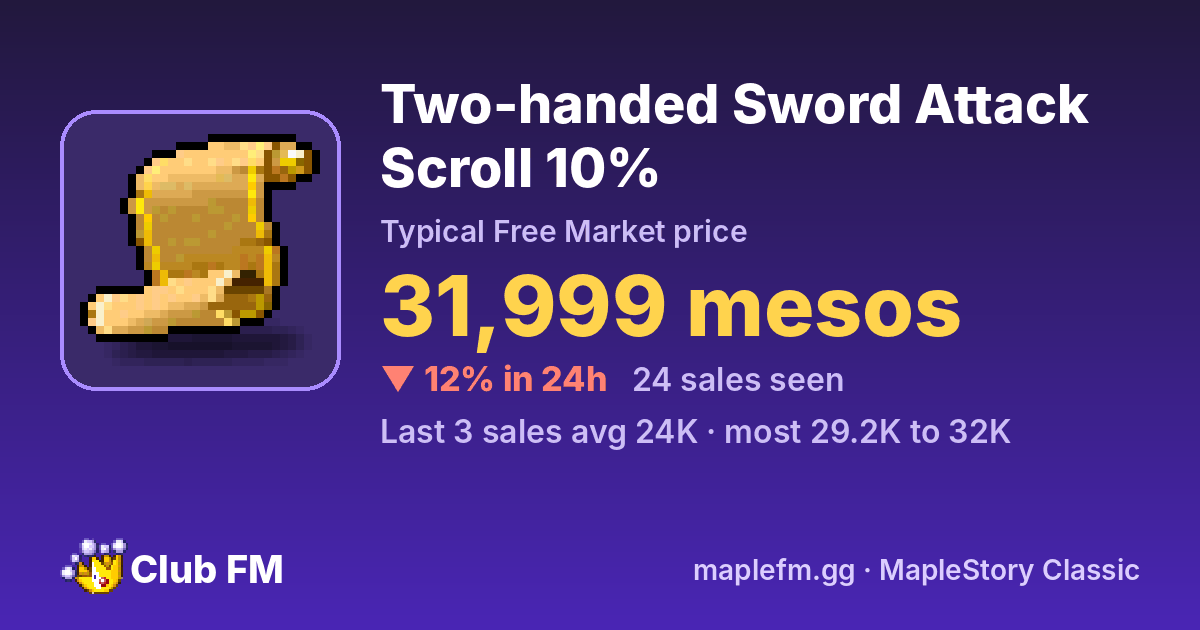 Two-handed Sword Attack
Scroll 10%
Typical Free Market price
31,999 mesos
▼ 12% in 24h 24 sales seen
Last 3 sales avg 24K · most 29.2K to 32K
Club FM
maplefm.gg · MapleStory Classic